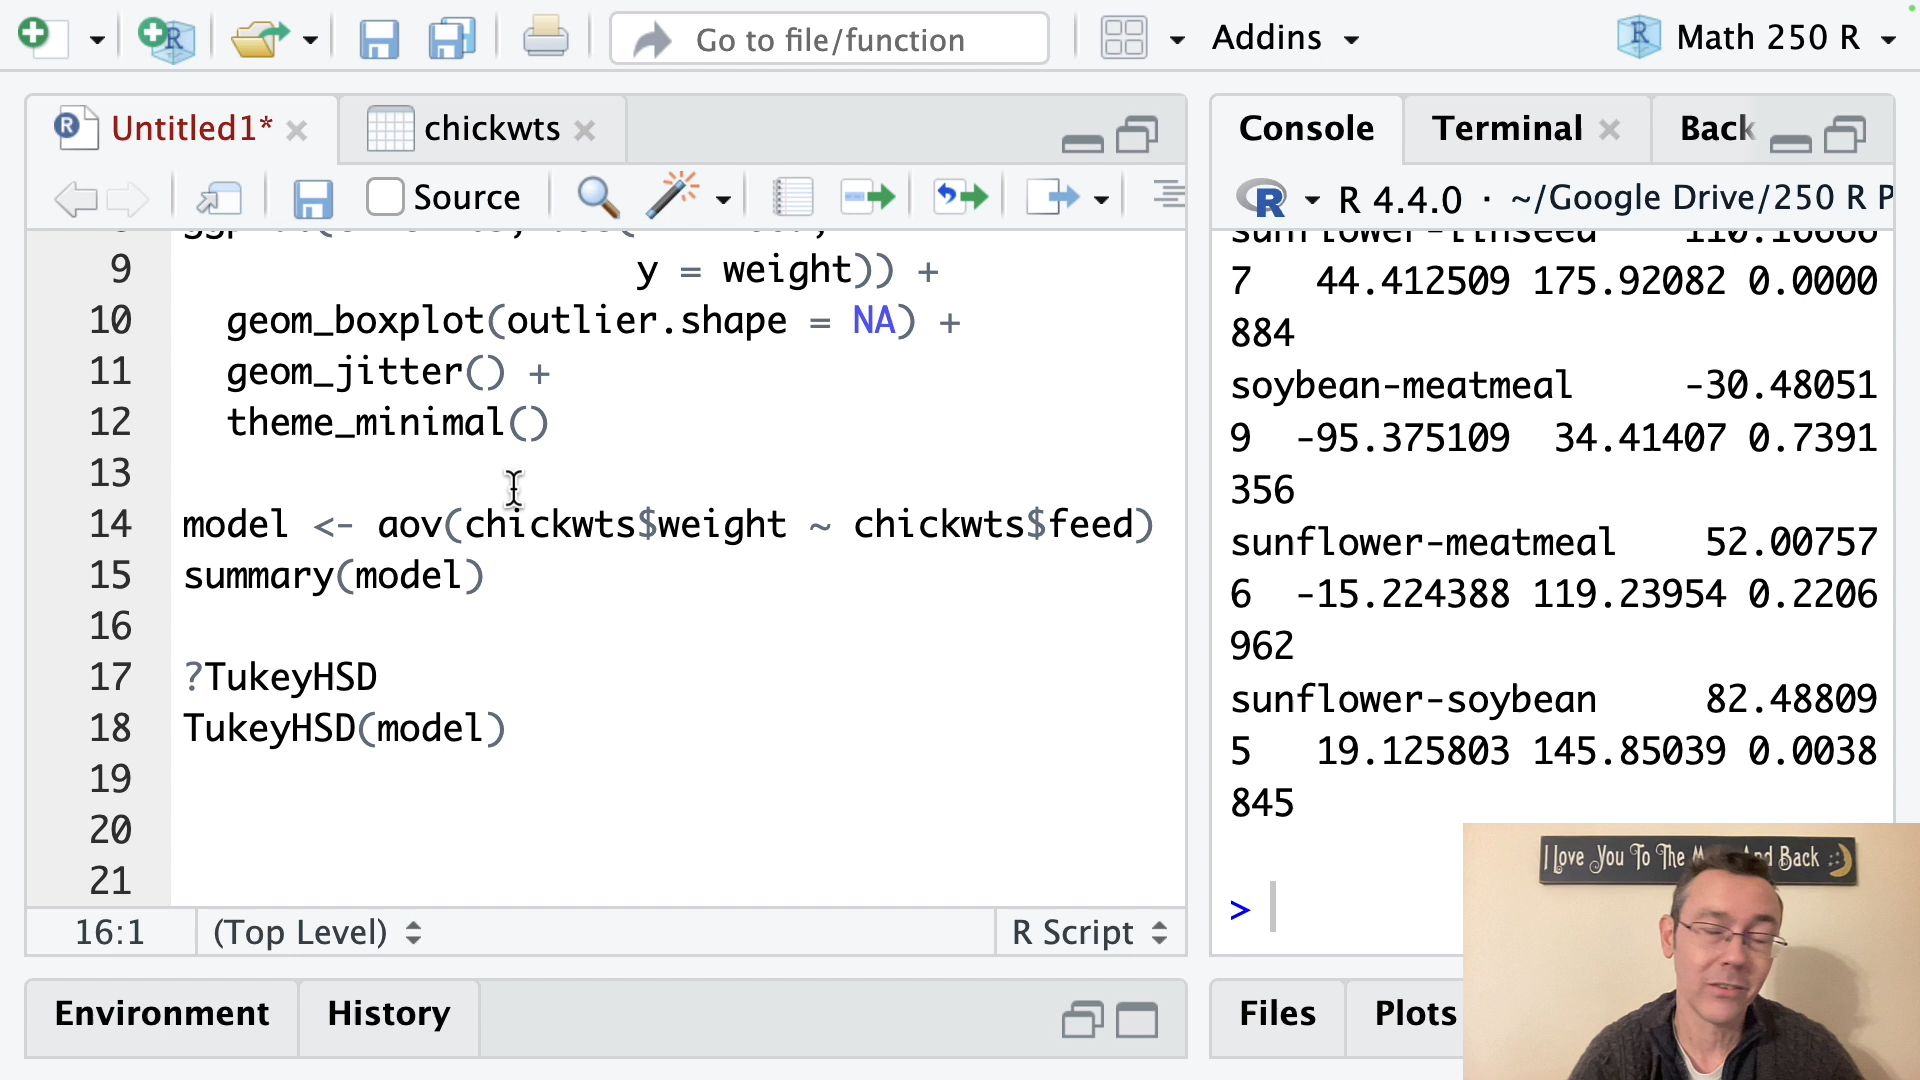 Go to file/function
Addins
R Math 250 R
R Untitled1* ×
chickwts ×
Source
9 y = weight)) +
10 geom_boxplot(outlier.shape = NA) +
11 geom_jitter() +
12 theme_minimal()
13
14 model <- aov(chickwts$weight ~ chickwts$feed)
15 summary(model)
16
17 ?TukeyHSD
18 TukeyHSD(model)
19
20
21
16:1 (Top Level) R Script
Environment History
Console Terminal × Back
R R 4.4.0 · ~/Google Drive/250 R P
sunflower-linseed 110.16666
7 44.412509 175.92082 0.0000
884
soybean-meatmeal -30.48051
9 -95.375109 34.41407 0.7391
356
sunflower-meatmeal 52.00757
6 -15.224388 119.23954 0.2206
962
sunflower-soybean 82.48809
5 19.125803 145.85039 0.0038
845
>
Files Plots
I Love You To The And Back